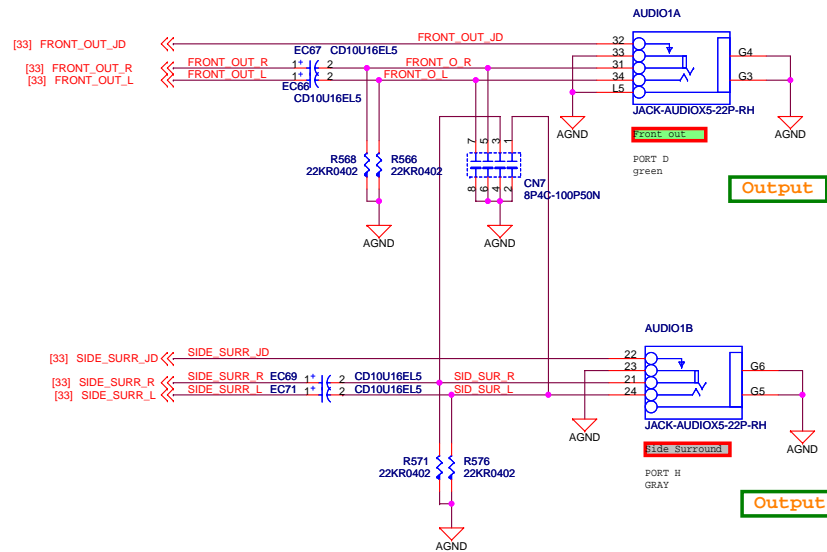 AUDIO1A
[33] FRONT_OUT_JD
FRONT_OUT_JD
32
33
G4
EC67 CD10U16EL5
[33] FRONT_OUT_R
FRONT_OUT_R
1
+
2
FRONT_O_R
31
[33] FRONT_OUT_L
FRONT_OUT_L
1
+
2
FRONT_O_L
34
G3
EC66
CD10U16EL5
L5
JACK-AUDIOX5-22P-RH
AGND
AGND
Front out
7
5
3
1
R568
22KR0402
R566
22KR0402
PORT D
green
CN7
8P4C-100P50N
8
6
4
2
Output
AGND
AGND
AUDIO1B
[33] SIDE_SURR_JD
SIDE_SURR_JD
22
23
G6
[33] SIDE_SURR_R
SIDE_SURR_R
EC69
1
+
2
CD10U16EL5
SID_SUR_R
21
[33] SIDE_SURR_L
SIDE_SURR_L
EC71
1
+
2
CD10U16EL5
SID_SUR_L
24
G5
JACK-AUDIOX5-22P-RH
AGND
AGND
Side Surround
R571
22KR0402
R576
22KR0402
PORT H
GRAY
Output
AGND